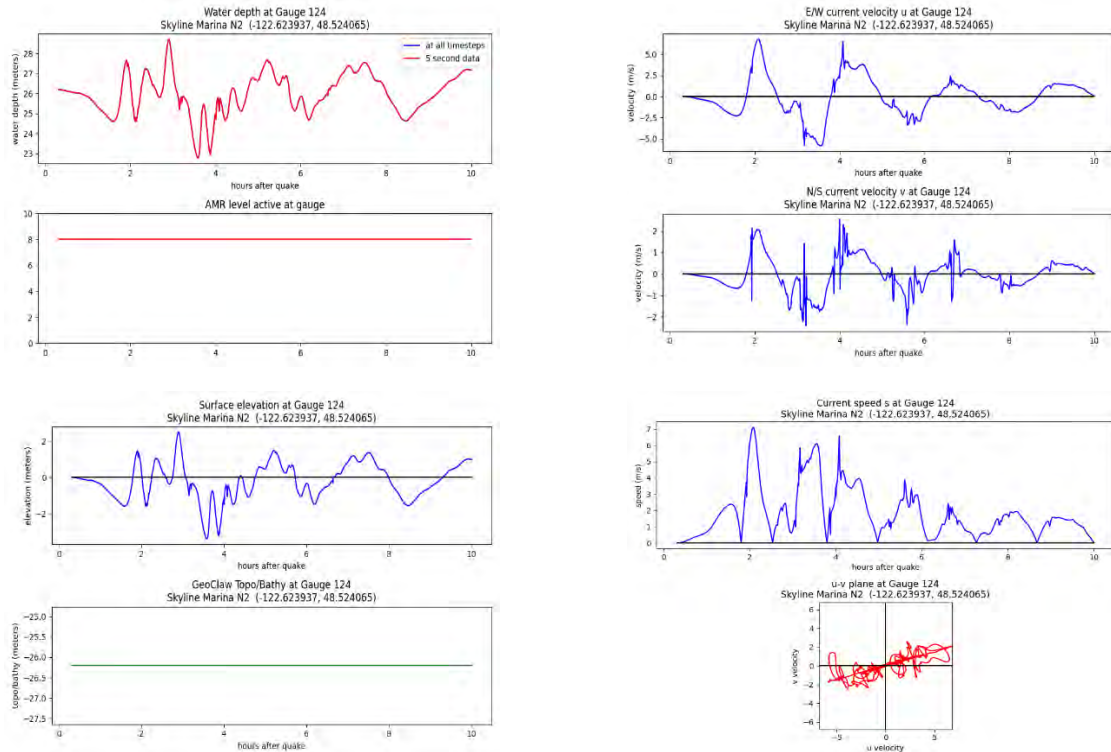 Water depth at Gauge 124
Skyline Marina N2 (-122.623937, 48.524065)
at all timesteps
5 second data
water depth (meters)
28
27
26
25
24
23
0 2 4 6 8 10
hours after quake
AMR level active at gauge
10
8
6
4
2
0
0 2 4 6 8 10
hours after quake
Surface elevation at Gauge 124
Skyline Marina N2 (-122.623937, 48.524065)
elevation (meters)
2
0
−2
0 2 4 6 8 10
hours after quake
GeoClaw Topo/Bathy at Gauge 124
Skyline Marina N2 (-122.623937, 48.524065)
topo/bathy (meters)
−25.0
−25.5
−26.0
−26.5
−27.0
−27.5
0 2 4 6 8 10
hours after quake
E/W current velocity u at Gauge 124
Skyline Marina N2 (-122.623937, 48.524065)
velocity (m/s)
5.0
2.5
0.0
−2.5
−5.0
0 2 4 6 8 10
hours after quake
N/S current velocity v at Gauge 124
Skyline Marina N2 (-122.623937, 48.524065)
velocity (m/s)
2
1
0
−1
−2
0 2 4 6 8 10
hours after quake
Current speed s at Gauge 124
Skyline Marina N2 (-122.623937, 48.524065)
speed (m/s)
7
6
5
4
3
2
1
0
0 2 4 6 8 10
hours after quake
u-v plane at Gauge 124
Skyline Marina N2 (-122.623937, 48.524065)
v velocity
6
4
2
0
−2
−4
−6
−5 0 5
u velocity